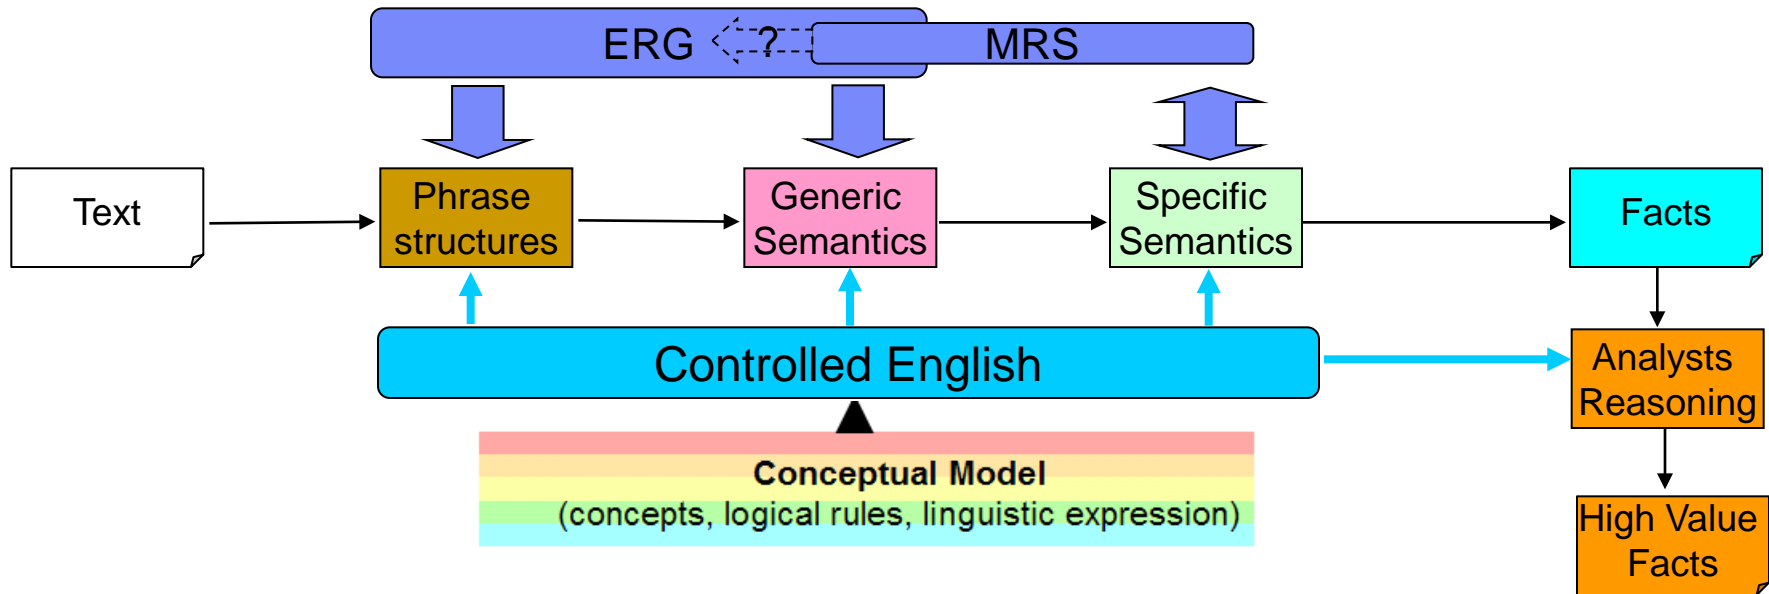 ERG
?
MRS
Text
Phrase
structures
Generic
Semantics
Specific
Semantics
Facts
Controlled English
Analysts
Reasoning
Conceptual Model
(concepts, logical rules, linguistic expression)
High Value
Facts